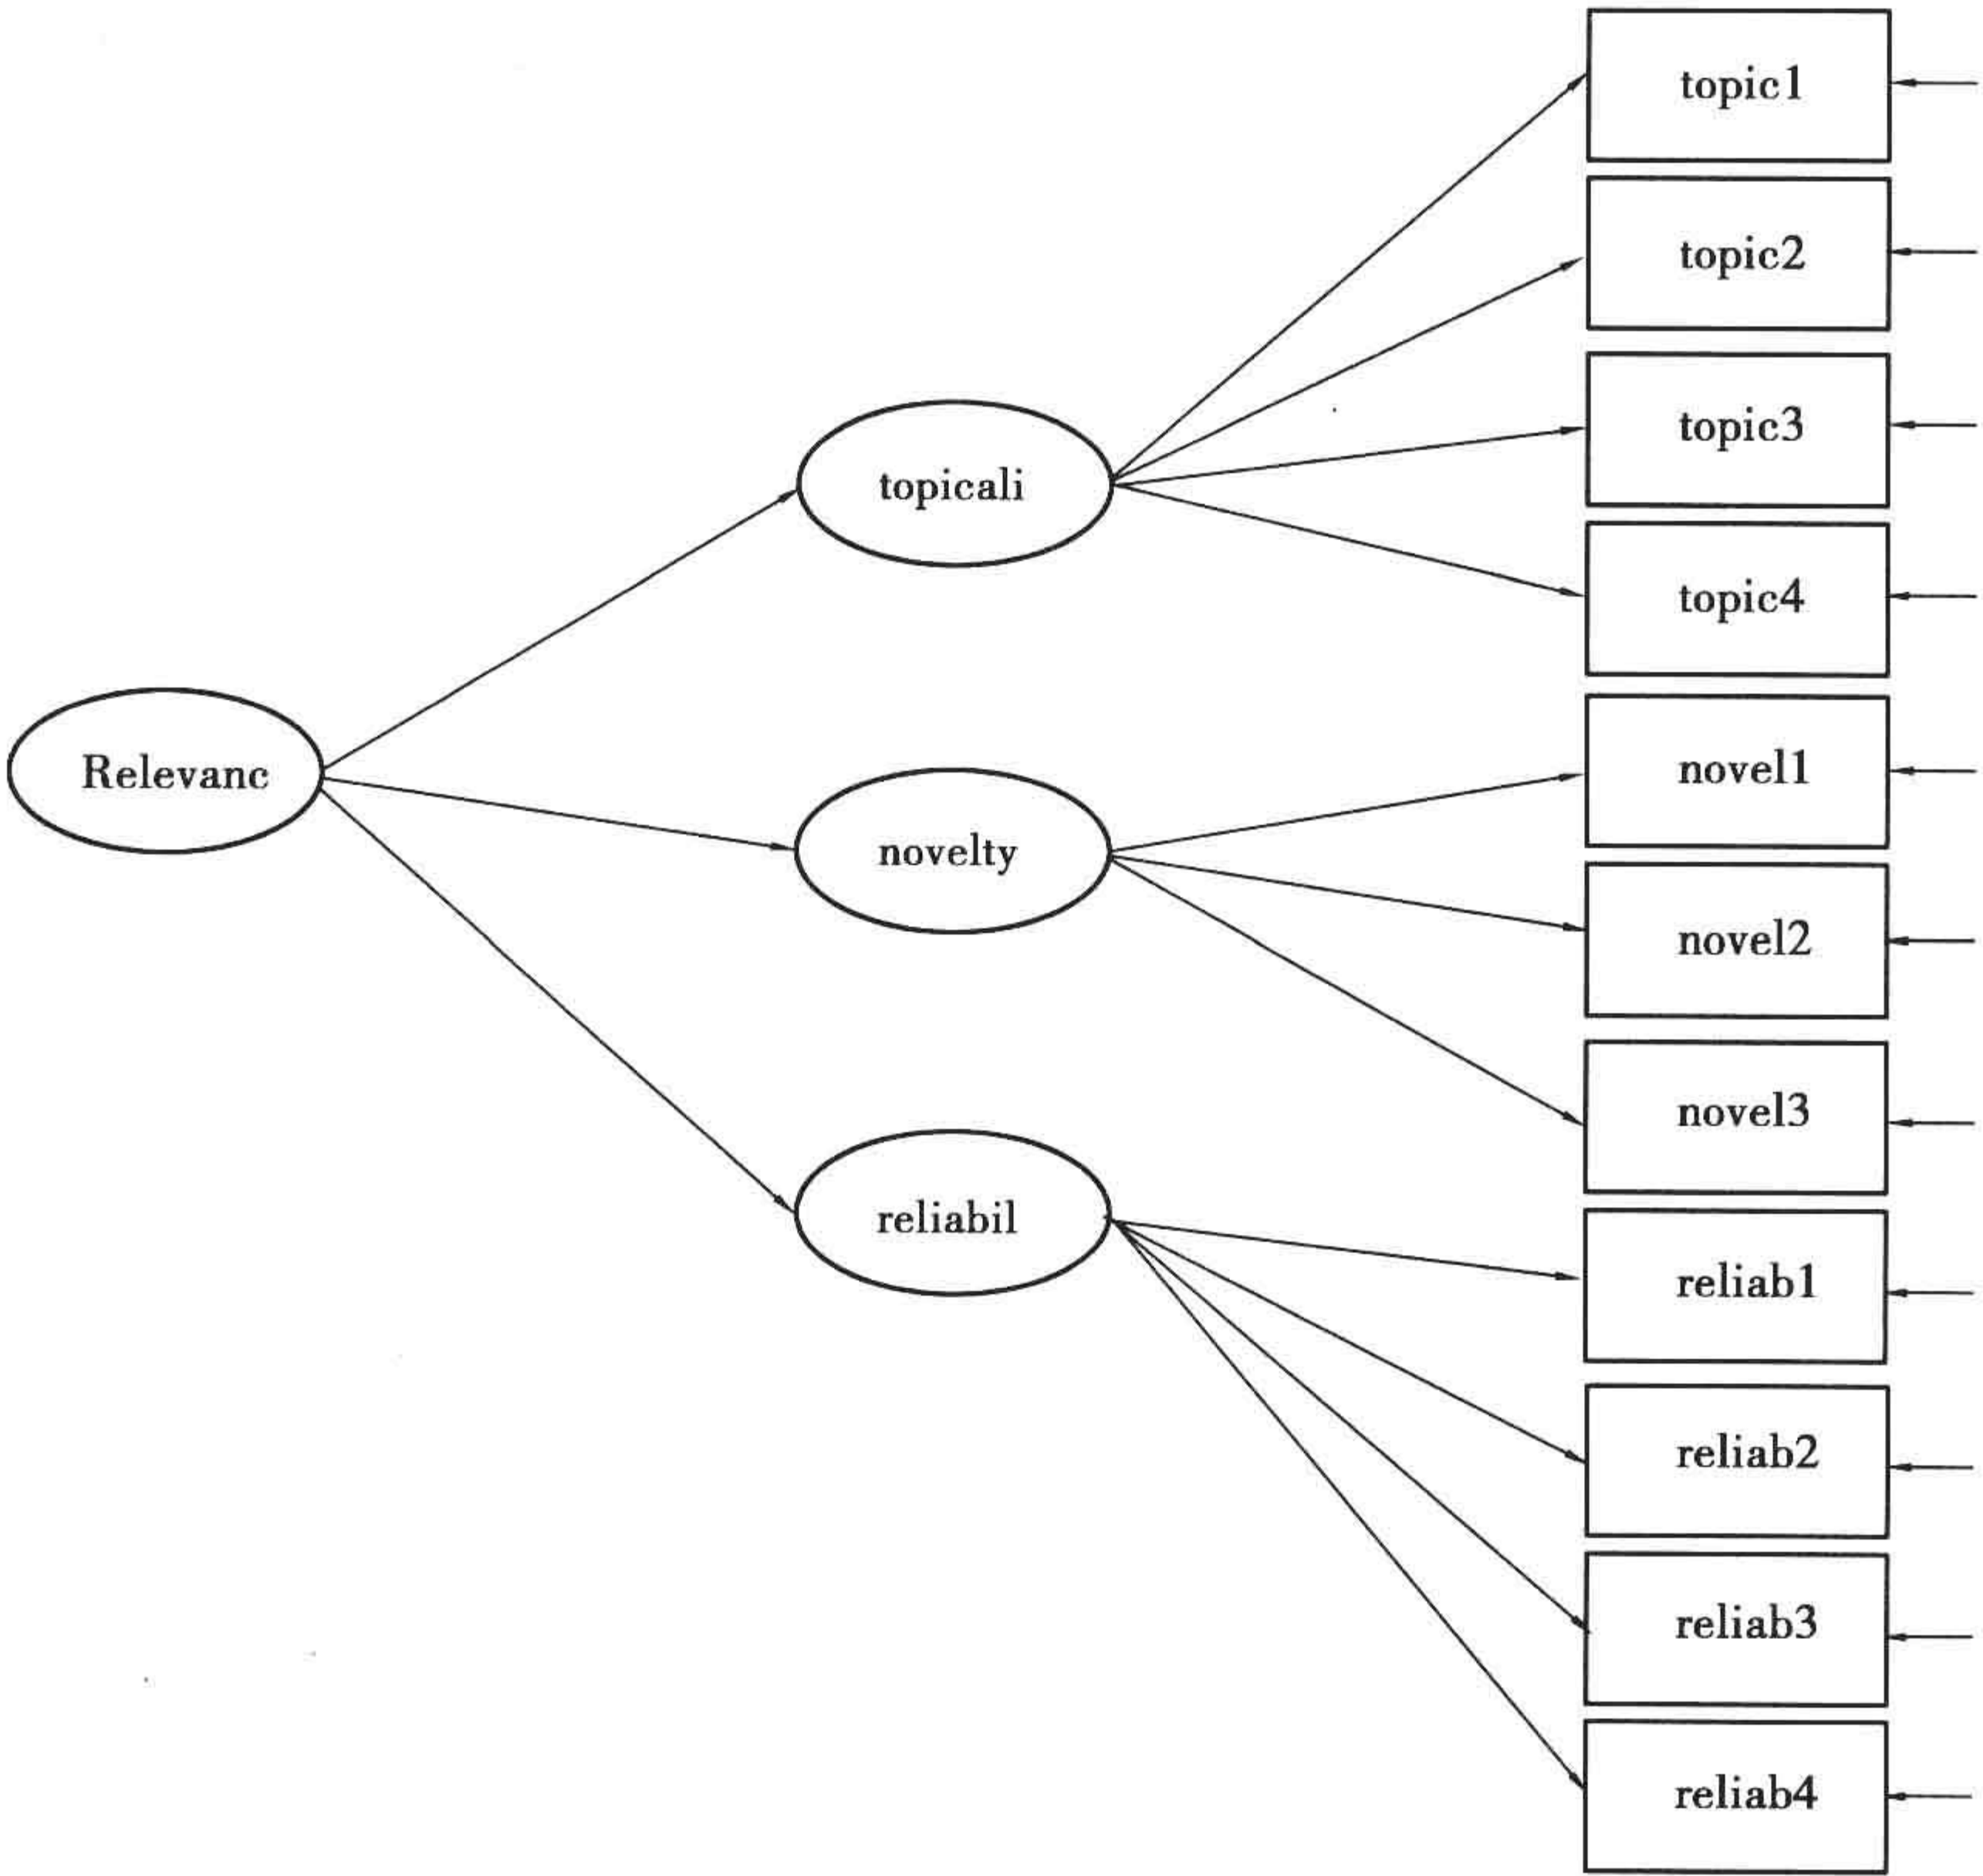 topic1
topic2
topic3
topicali
topic4
Relevanc
novel1
novelty
novel2
novel3
reliabil
reliab1
reliab2
reliab3
reliab4